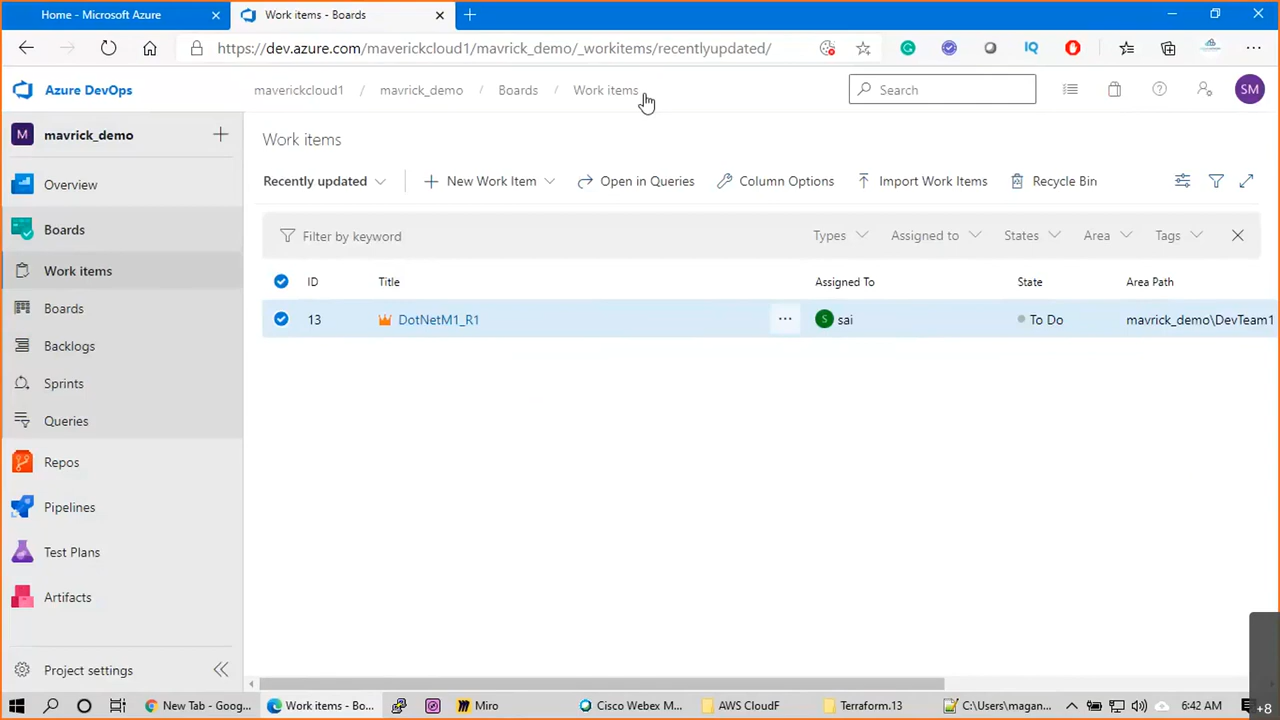 Home - Microsoft Azure
Work items - Boards
https://dev.azure.com/maverickcloud1/mavrick_demo/_workitems/recentlyupdated/
IQ
Azure DevOps
maverickcloud1 / mavrick_demo / Boards / Work items
Search
SM
M mavrick_demo
Overview
Boards
Work items
Boards
Backlogs
Sprints
Queries
Repos
Pipelines
Test Plans
Artifacts
Project settings
Work items
Recently updated
New Work Item
Open in Queries
Column Options
Import Work Items
Recycle Bin
Filter by keyword
Types
Assigned to
States
Area
Tags
ID Title Assigned To State Area Path
13 DotNetM1_R1 ... S sai To Do mavrick_demo\DevTeam1
New Tab - Goog...
Work items - Bo...
Miro
Cisco Webex M...
AWS CloudF
Terraform.13
C:\Users\magan...
6:42 AM
+8